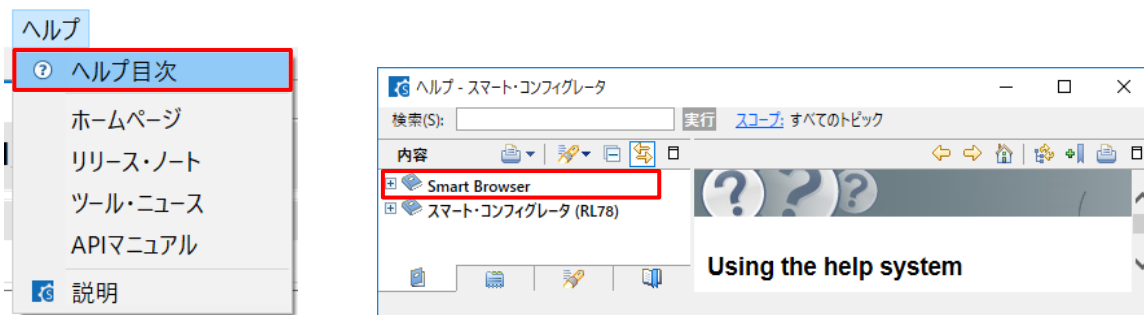 ヘルプ
ヘルプ目次
ホームページ
リリース・ノート
ツール・ニュース
APIマニュアル
説明
ヘルプ - スマート・コンフィグレータ
検索(S):
実行
スコープ: すべてのトピック
内容
Smart Browser
スマート・コンフィグレータ (RL78)
Using the help system